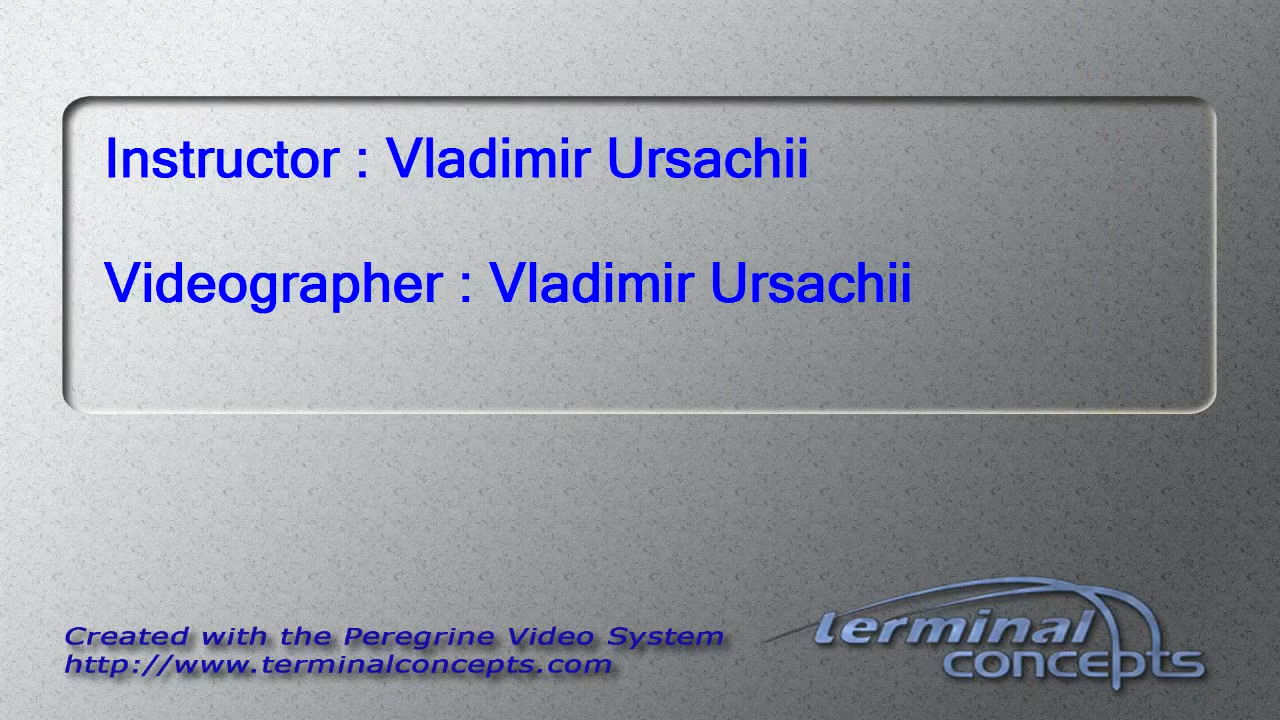 Instructor : Vladimir Ursachii
Videographer : Vladimir Ursachii
Created with the Peregrine Video System
http://www.terminalconcepts.com
terminal
concepts